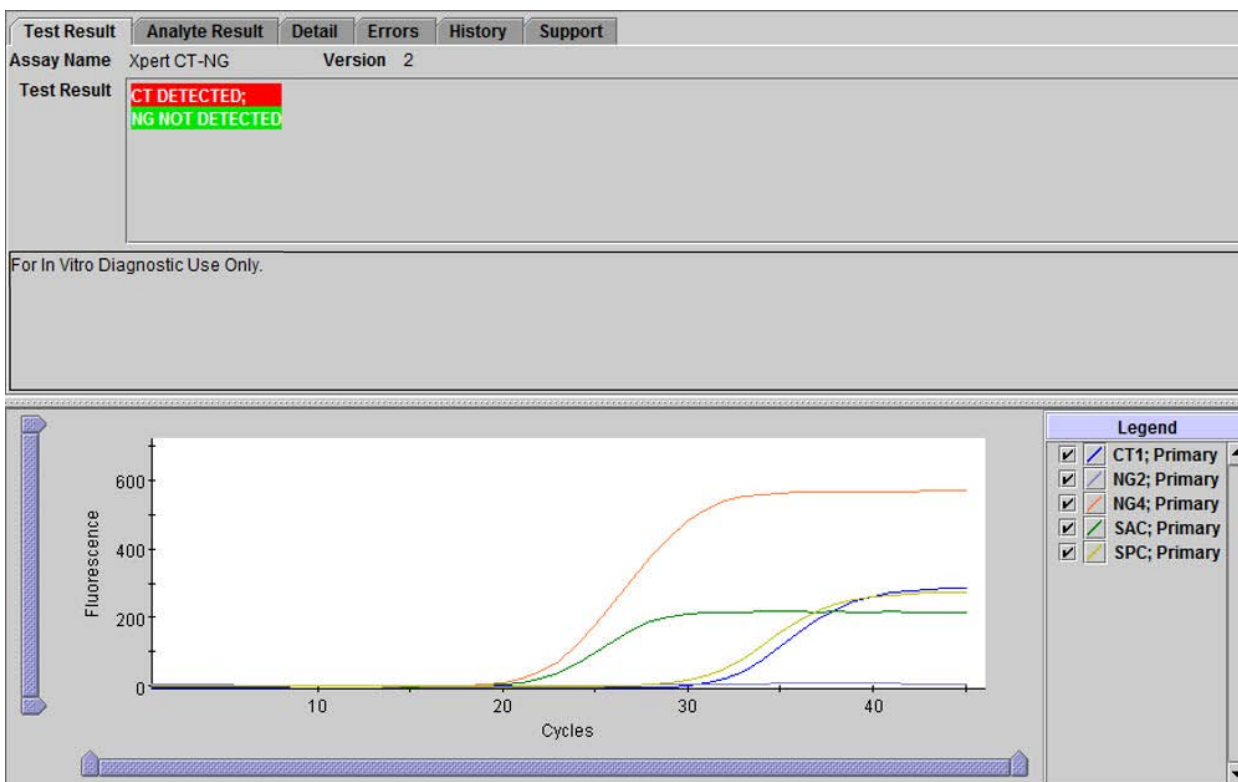 Test Result Analyte Result Detail Errors History Support
Assay Name Xpert CT-NG Version 2
Test Result CT DETECTED;
NG NOT DETECTED
For In Vitro Diagnostic Use Only.
Legend
CT1; Primary
NG2; Primary
NG4; Primary
SAC; Primary
SPC; Primary
600
400
200
0
Fluorescence
10 20 30 40
Cycles